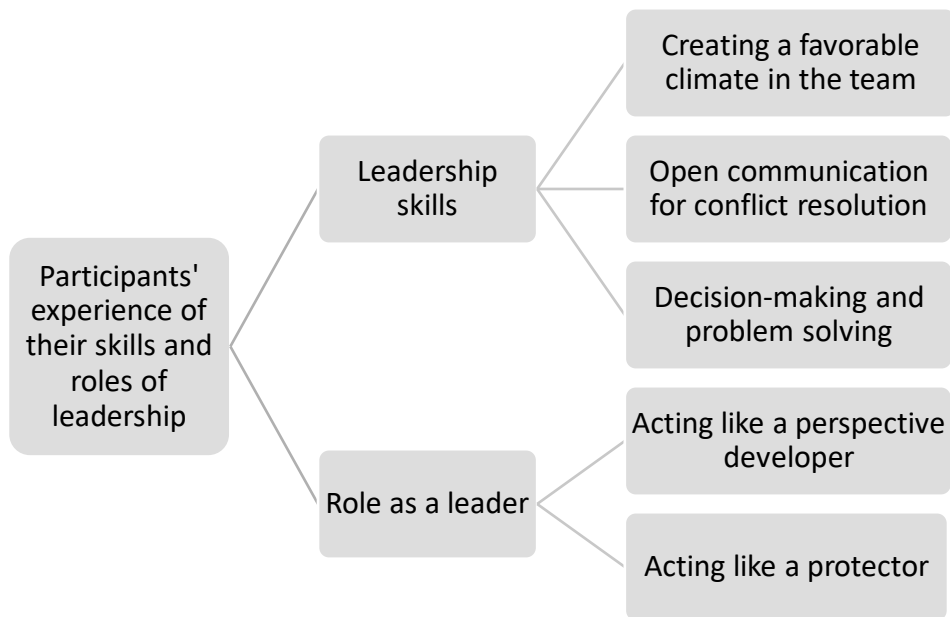 Participants'
experience of
their skills and
roles of
leadership
Leadership
skills
Creating a favorable
climate in the team
Open communication
for conflict resolution
Decision-making and
problem solving
Role as a leader
Acting like a perspective
developer
Acting like a protector